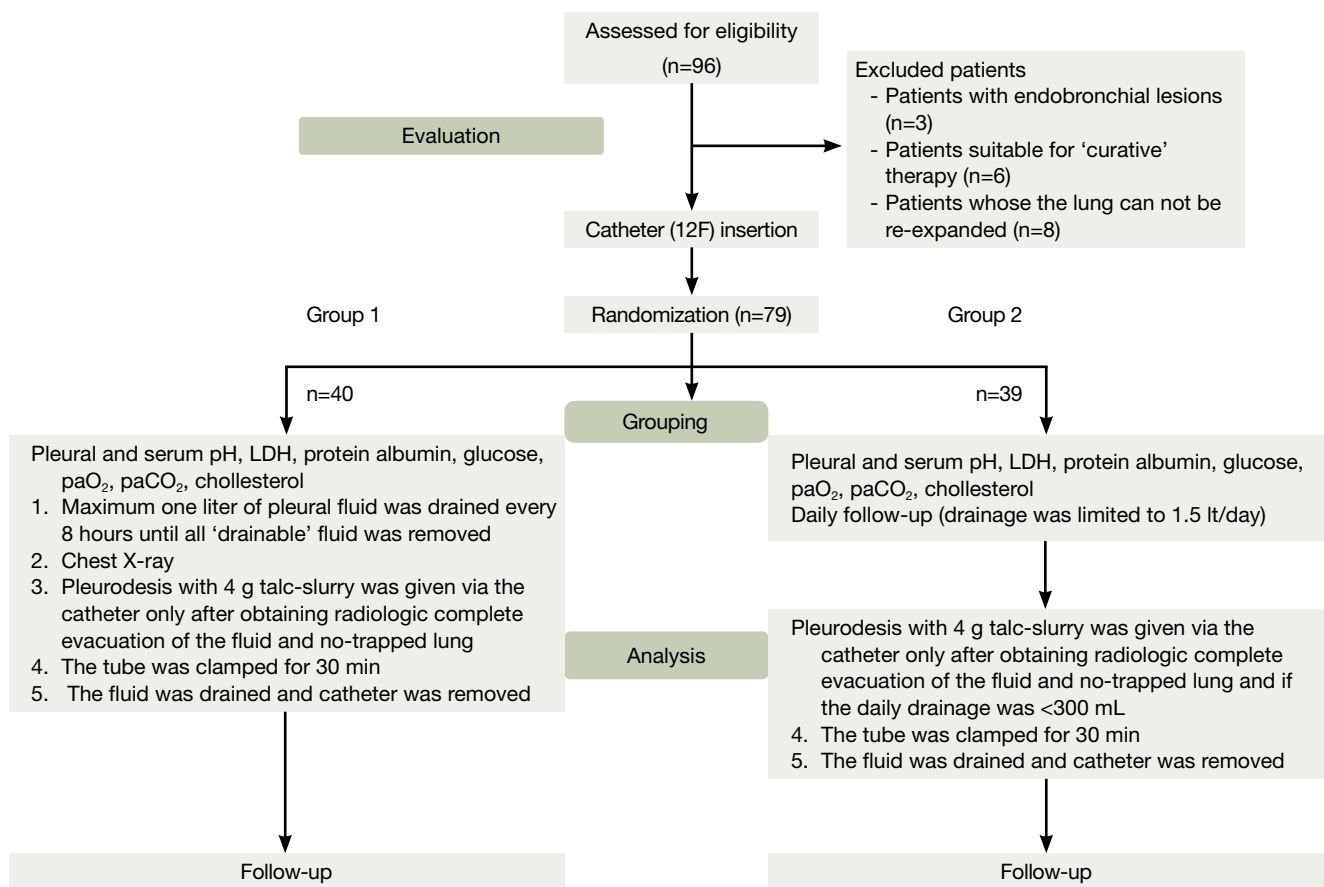 Assessed for eligibility
(n=96)
Excluded patients
- Patients with endobronchial lesions
(n=3)
- Patients suitable for ‘curative’
therapy (n=6)
- Patients whose the lung can not be
re-expanded (n=8)
Evaluation
Catheter (12F) insertion
Group 1
Randomization (n=79)
Group 2
n=40
n=39
Grouping
Pleural and serum pH, LDH, protein albumin, glucose,
paO₂, paCO₂, chollesterol
1. Maximum one liter of pleural fluid was drained every
8 hours until all ‘drainable’ fluid was removed
2. Chest X-ray
3. Pleurodesis with 4 g talc-slurry was given via the
catheter only after obtaining radiologic complete
evacuation of the fluid and no-trapped lung
4. The tube was clamped for 30 min
5. The fluid was drained and catheter was removed
Pleural and serum pH, LDH, protein albumin, glucose,
paO₂, paCO₂, chollesterol
Daily follow-up (drainage was limited to 1.5 lt/day)
Analysis
Pleurodesis with 4 g talc-slurry was given via the
catheter only after obtaining radiologic complete
evacuation of the fluid and no-trapped lung and if
the daily drainage was <300 mL
4. The tube was clamped for 30 min
5. The fluid was drained and catheter was removed
Follow-up
Follow-up